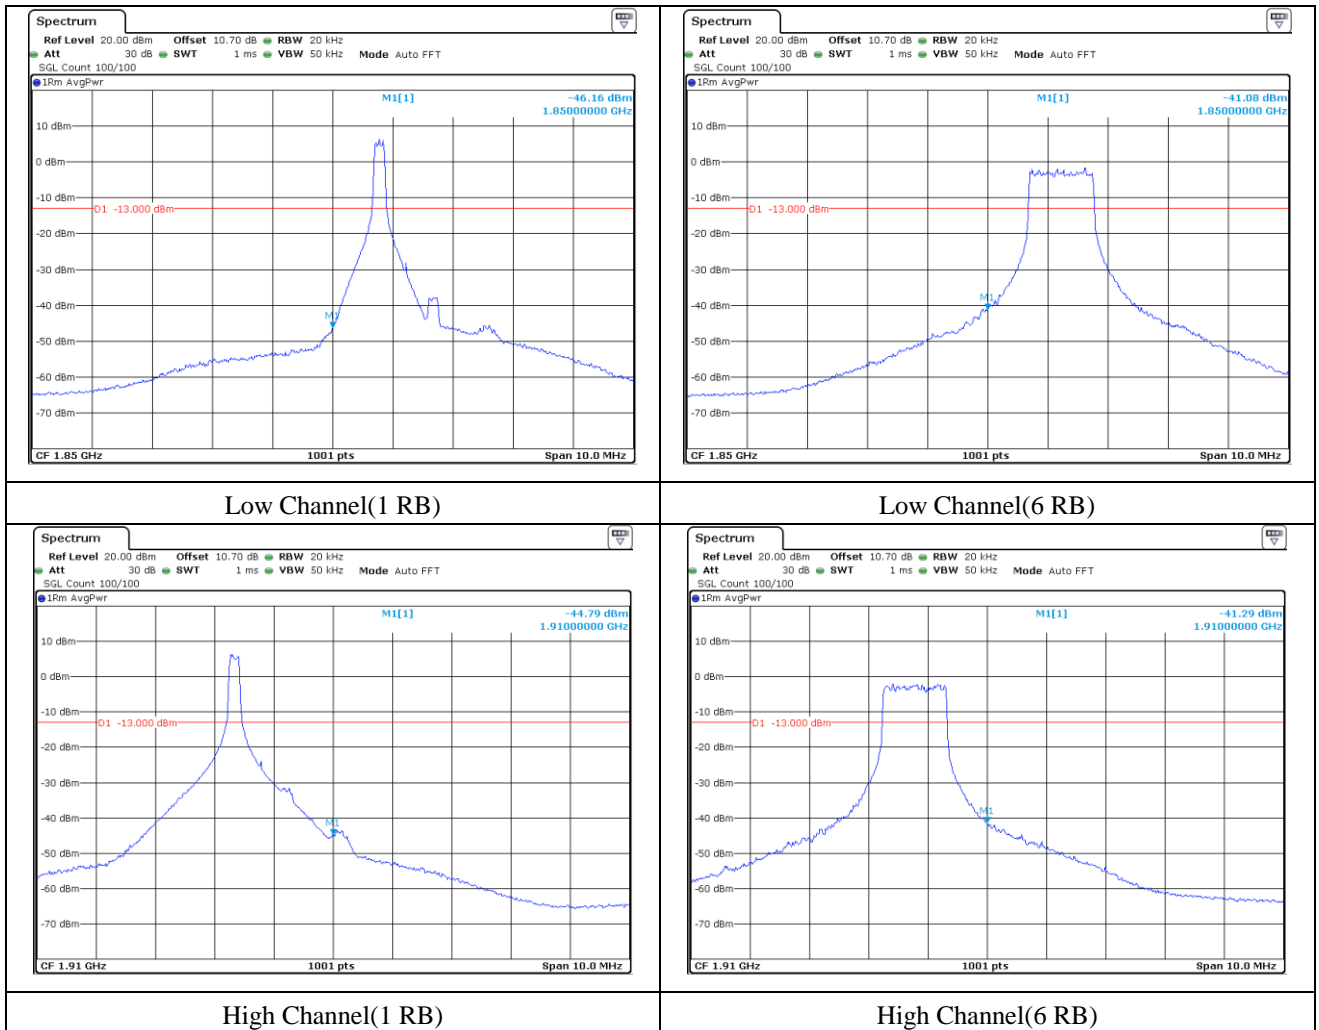 Spectrum
Ref Level 20.00 dBm Offset 10.70 dB RBW 20 kHz
Att 30 dB SWT 1 ms VBW 50 kHz Mode Auto FFT
SGL Count 100/100
1Rm AvgPwr
M1[1] -46.16 dBm
1.85000000 GHz
10 dBm
0 dBm
-10 dBm
D1 -13.000 dBm
-20 dBm
-30 dBm
-40 dBm
M1
-50 dBm
-60 dBm
-70 dBm
CF 1.85 GHz 1001 pts Span 10.0 MHz
Low Channel(1 RB)
Spectrum
Ref Level 20.00 dBm Offset 10.70 dB RBW 20 kHz
Att 30 dB SWT 1 ms VBW 50 kHz Mode Auto FFT
SGL Count 100/100
1Rm AvgPwr
M1[1] -41.08 dBm
1.85000000 GHz
10 dBm
0 dBm
-10 dBm
D1 -13.000 dBm
-20 dBm
-30 dBm
-40 dBm
M1
-50 dBm
-60 dBm
-70 dBm
CF 1.85 GHz 1001 pts Span 10.0 MHz
Low Channel(6 RB)
Spectrum
Ref Level 20.00 dBm Offset 10.70 dB RBW 20 kHz
Att 30 dB SWT 1 ms VBW 50 kHz Mode Auto FFT
SGL Count 100/100
1Rm AvgPwr
M1[1] -44.79 dBm
1.91000000 GHz
10 dBm
0 dBm
-10 dBm
D1 -13.000 dBm
-20 dBm
-30 dBm
-40 dBm
M1
-50 dBm
-60 dBm
-70 dBm
CF 1.91 GHz 1001 pts Span 10.0 MHz
High Channel(1 RB)
Spectrum
Ref Level 20.00 dBm Offset 10.70 dB RBW 20 kHz
Att 30 dB SWT 1 ms VBW 50 kHz Mode Auto FFT
SGL Count 100/100
1Rm AvgPwr
M1[1] -41.29 dBm
1.91000000 GHz
10 dBm
0 dBm
-10 dBm
D1 -13.000 dBm
-20 dBm
-30 dBm
-40 dBm
M1
-50 dBm
-60 dBm
-70 dBm
CF 1.91 GHz 1001 pts Span 10.0 MHz
High Channel(6 RB)